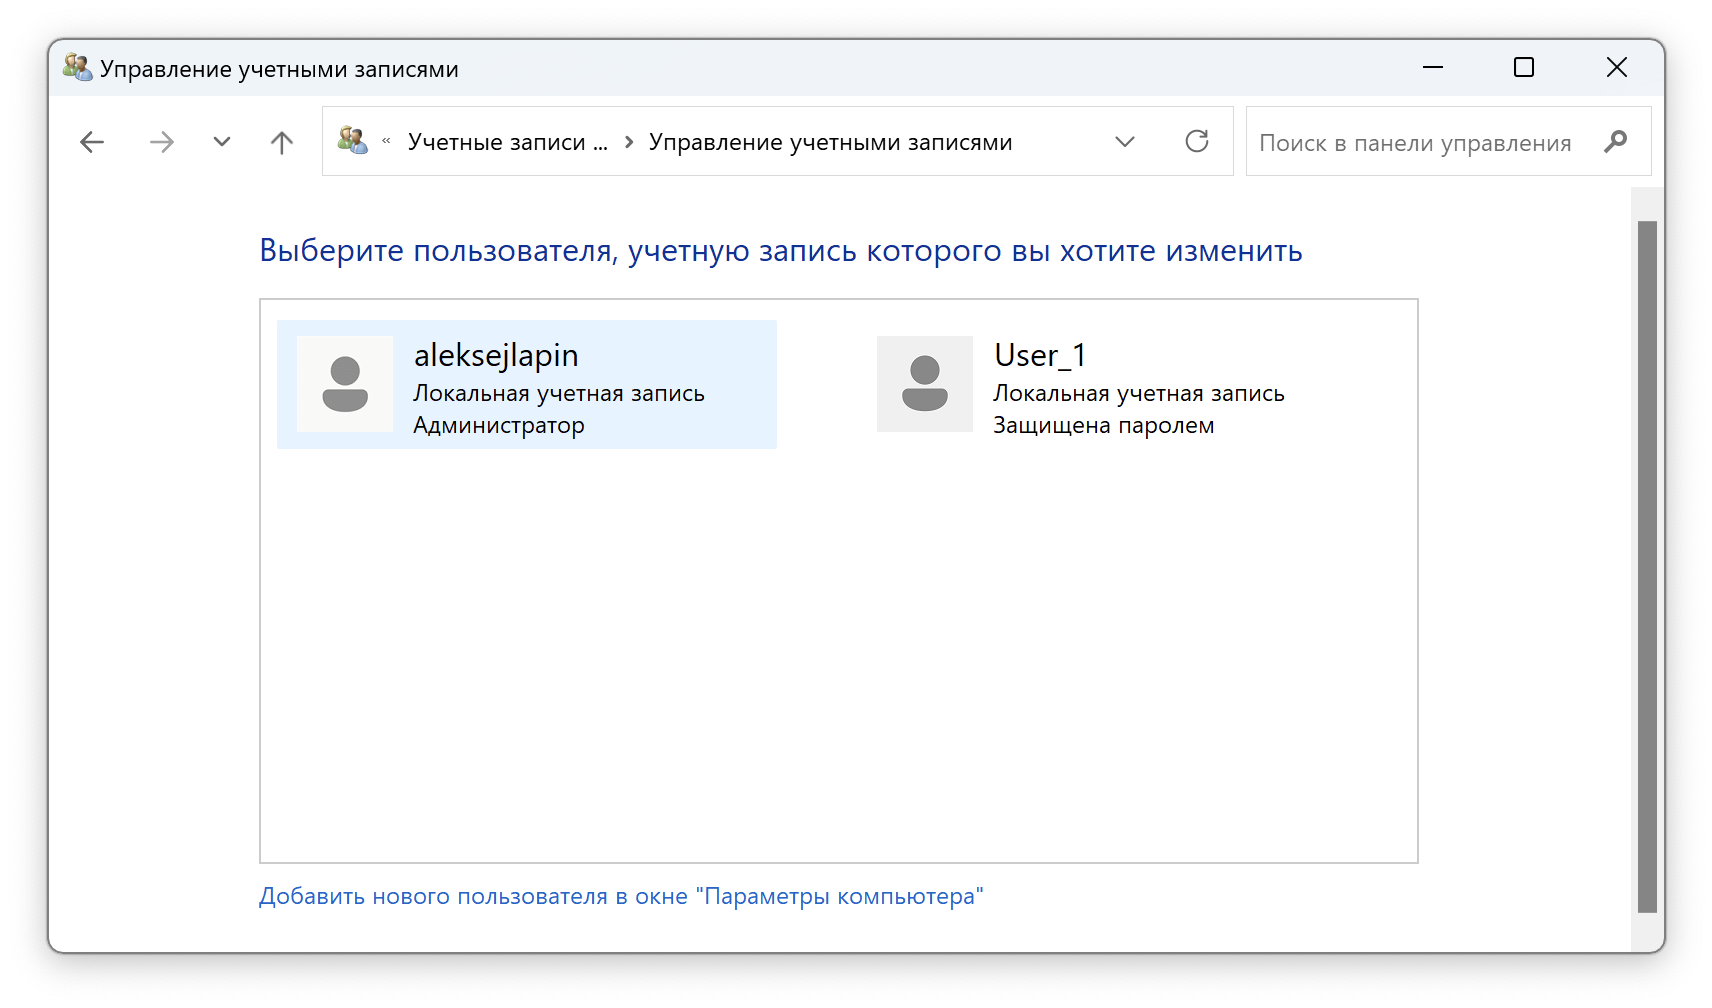 Управление учетными записями
« Учетные записи ... › Управление учетными записями
Поиск в панели управления
Выберите пользователя, учетную запись которого вы хотите изменить
aleksejlapin
Локальная учетная запись
Администратор
User_1
Локальная учетная запись
Защищена паролем
Добавить нового пользователя в окне "Параметры компьютера"